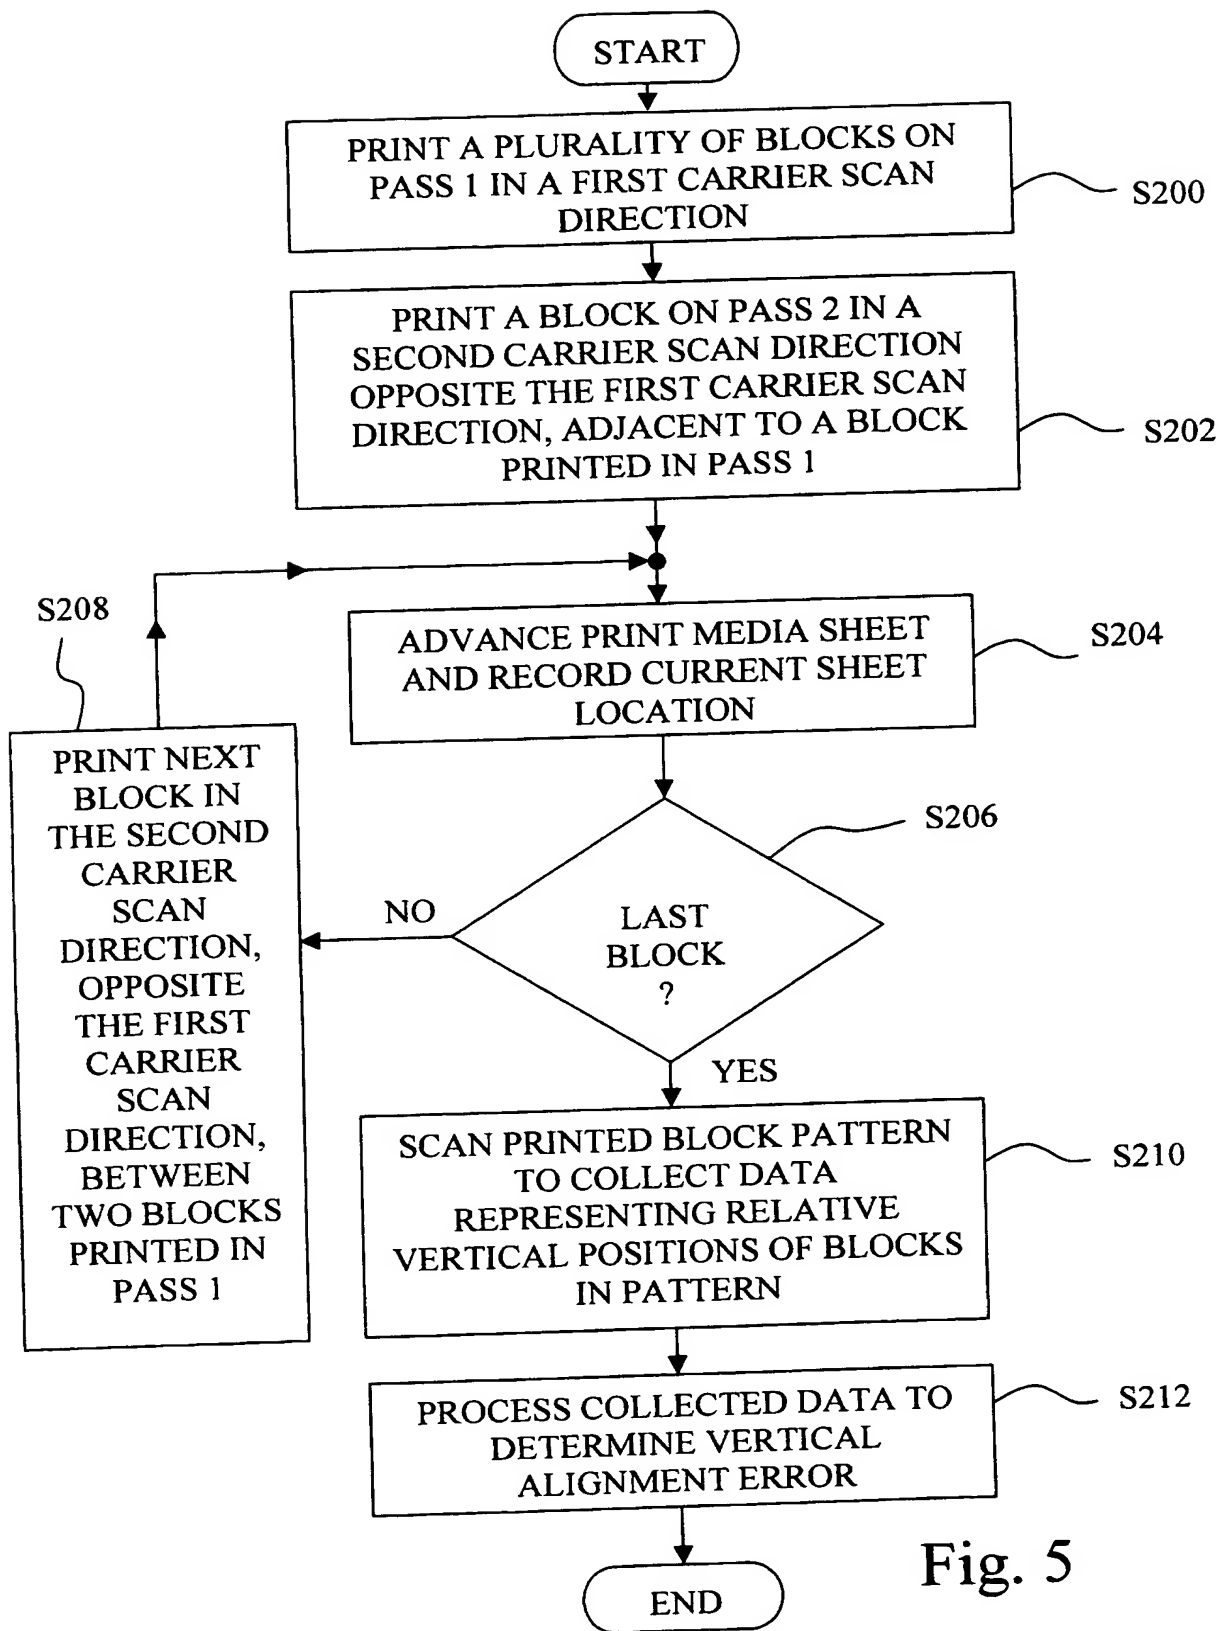 START
PRINT A PLURALITY OF BLOCKS ON
PASS 1 IN A FIRST CARRIER SCAN
DIRECTION
S200
PRINT A BLOCK ON PASS 2 IN A
SECOND CARRIER SCAN DIRECTION
OPPOSITE THE FIRST CARRIER SCAN
DIRECTION, ADJACENT TO A BLOCK
PRINTED IN PASS 1
S202
S208
ADVANCE PRINT MEDIA SHEET
AND RECORD CURRENT SHEET
LOCATION
S204
PRINT NEXT
BLOCK IN
THE SECOND
CARRIER
SCAN
DIRECTION,
OPPOSITE
THE FIRST
CARRIER
SCAN
DIRECTION,
BETWEEN
TWO BLOCKS
PRINTED IN
PASS 1
NO
LAST
BLOCK
?
S206
YES
SCAN PRINTED BLOCK PATTERN
TO COLLECT DATA
REPRESENTING RELATIVE
VERTICAL POSITIONS OF BLOCKS
IN PATTERN
S210
PROCESS COLLECTED DATA TO
DETERMINE VERTICAL
ALIGNMENT ERROR
S212
END
Fig. 5